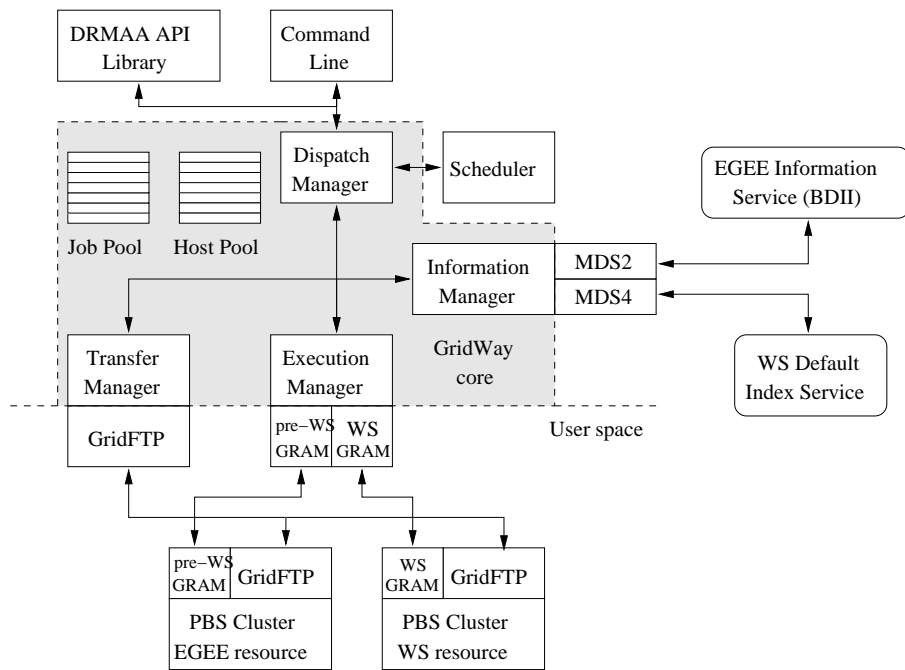 DRMAA API
Library
Command
Line
Dispatch
Manager
Scheduler
Job Pool
Host Pool
EGEE Information
Service (BDII)
Information
Manager
MDS2
MDS4
Transfer
Manager
Execution
Manager
GridWay
core
WS Default
Index Service
GridFTP
pre−WS
GRAM
WS
GRAM
User space
pre−WS
GRAM
GridFTP
PBS Cluster
EGEE resource
WS
GRAM
GridFTP
PBS Cluster
WS resource